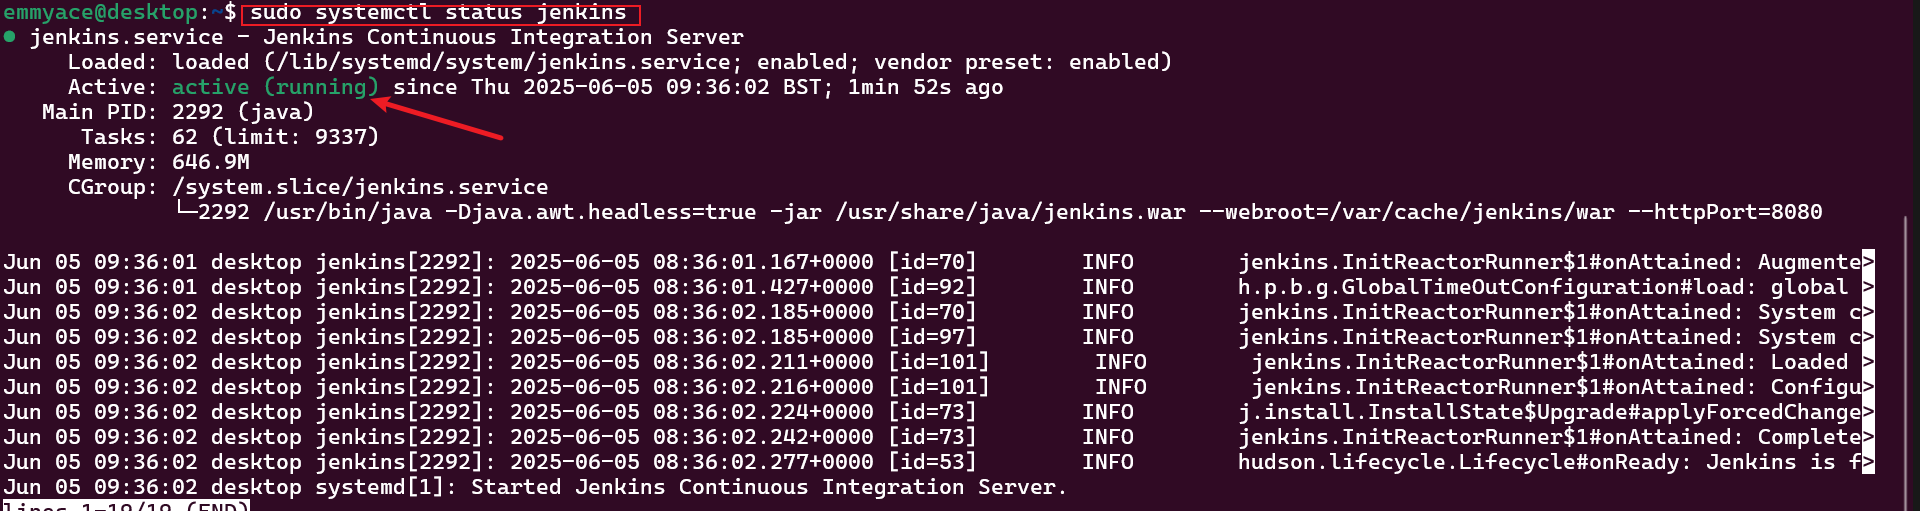 emmyace@desktop:~$ sudo systemctl status jenkins
● jenkins.service - Jenkins Continuous Integration Server
Loaded: loaded (/lib/systemd/system/jenkins.service; enabled; vendor preset: enabled)
Active: active (running) since Thu 2025-06-05 09:36:02 BST; 1min 52s ago
Main PID: 2292 (java)
Tasks: 62 (limit: 9337)
Memory: 646.9M
CGroup: /system.slice/jenkins.service
└─2292 /usr/bin/java -Djava.awt.headless=true -jar /usr/share/java/jenkins.war --webroot=/var/cache/jenkins/war --httpPort=8080
Jun 05 09:36:01 desktop jenkins[2292]: 2025-06-05 08:36:01.167+0000 [id=70] INFO jenkins.InitReactorRunner$1#onAttained: Augmente>
Jun 05 09:36:01 desktop jenkins[2292]: 2025-06-05 08:36:01.427+0000 [id=92] INFO h.p.b.g.GlobalTimeOutConfiguration#load: global >
Jun 05 09:36:02 desktop jenkins[2292]: 2025-06-05 08:36:02.185+0000 [id=70] INFO jenkins.InitReactorRunner$1#onAttained: System c>
Jun 05 09:36:02 desktop jenkins[2292]: 2025-06-05 08:36:02.185+0000 [id=97] INFO jenkins.InitReactorRunner$1#onAttained: System c>
Jun 05 09:36:02 desktop jenkins[2292]: 2025-06-05 08:36:02.211+0000 [id=101] INFO jenkins.InitReactorRunner$1#onAttained: Loaded >
Jun 05 09:36:02 desktop jenkins[2292]: 2025-06-05 08:36:02.216+0000 [id=101] INFO jenkins.InitReactorRunner$1#onAttained: Configu>
Jun 05 09:36:02 desktop jenkins[2292]: 2025-06-05 08:36:02.224+0000 [id=73] INFO j.install.InstallState$Upgrade#applyForcedChange>
Jun 05 09:36:02 desktop jenkins[2292]: 2025-06-05 08:36:02.242+0000 [id=73] INFO jenkins.InitReactorRunner$1#onAttained: Complete>
Jun 05 09:36:02 desktop jenkins[2292]: 2025-06-05 08:36:02.277+0000 [id=53] INFO hudson.lifecycle.Lifecycle#onReady: Jenkins is f>
Jun 05 09:36:02 desktop systemd[1]: Started Jenkins Continuous Integration Server.
lines 1-19/19 (END)